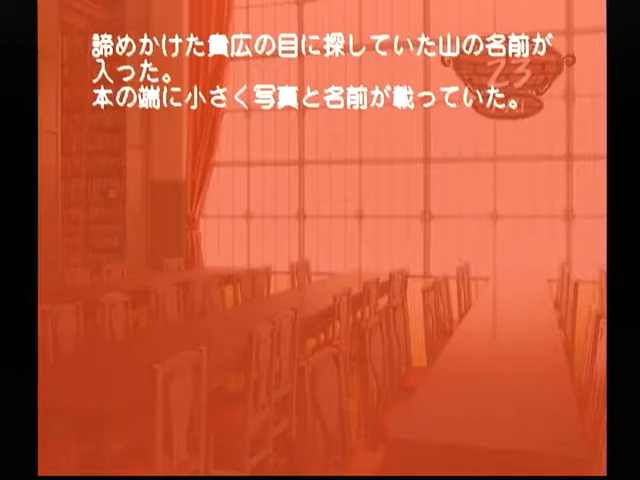 諦めかけた貴広の目に探していた山の名前が
入った。
本の端に小さく写真と名前が載っていた。
23